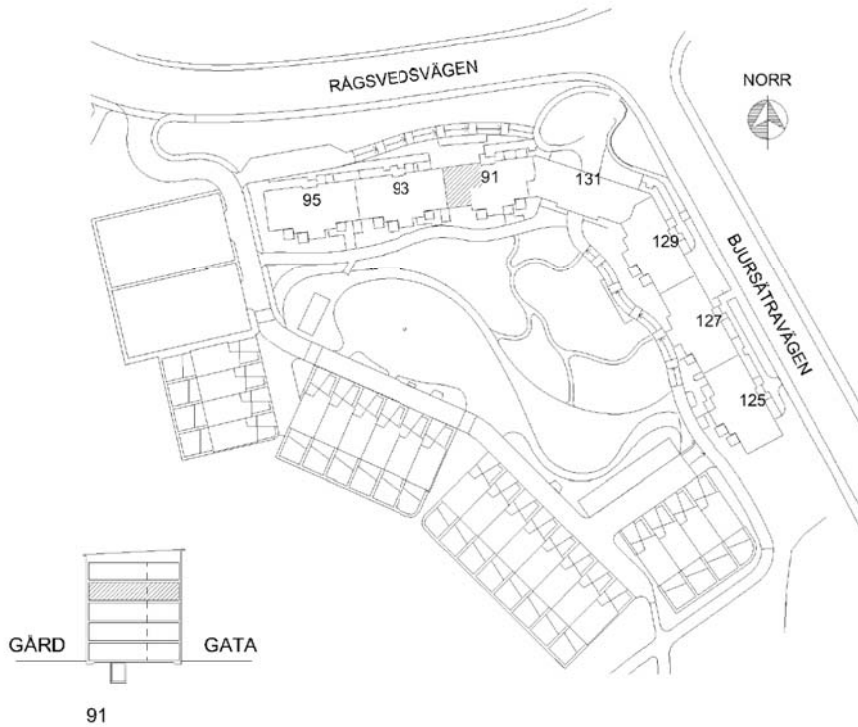 RÅGSVEDSVÄGEN
NORR
95
93
91
131
129
127
125
BJURSÄTRAVÄGEN
GÅRD GATA
91